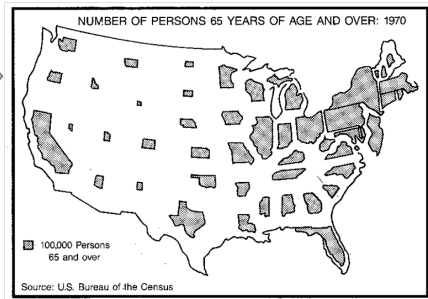 NUMBER OF PERSONS 65 YEARS OF AGE AND OVER: 1970
100,000 Persons
65 and over
Source: U.S. Bureau of the Census